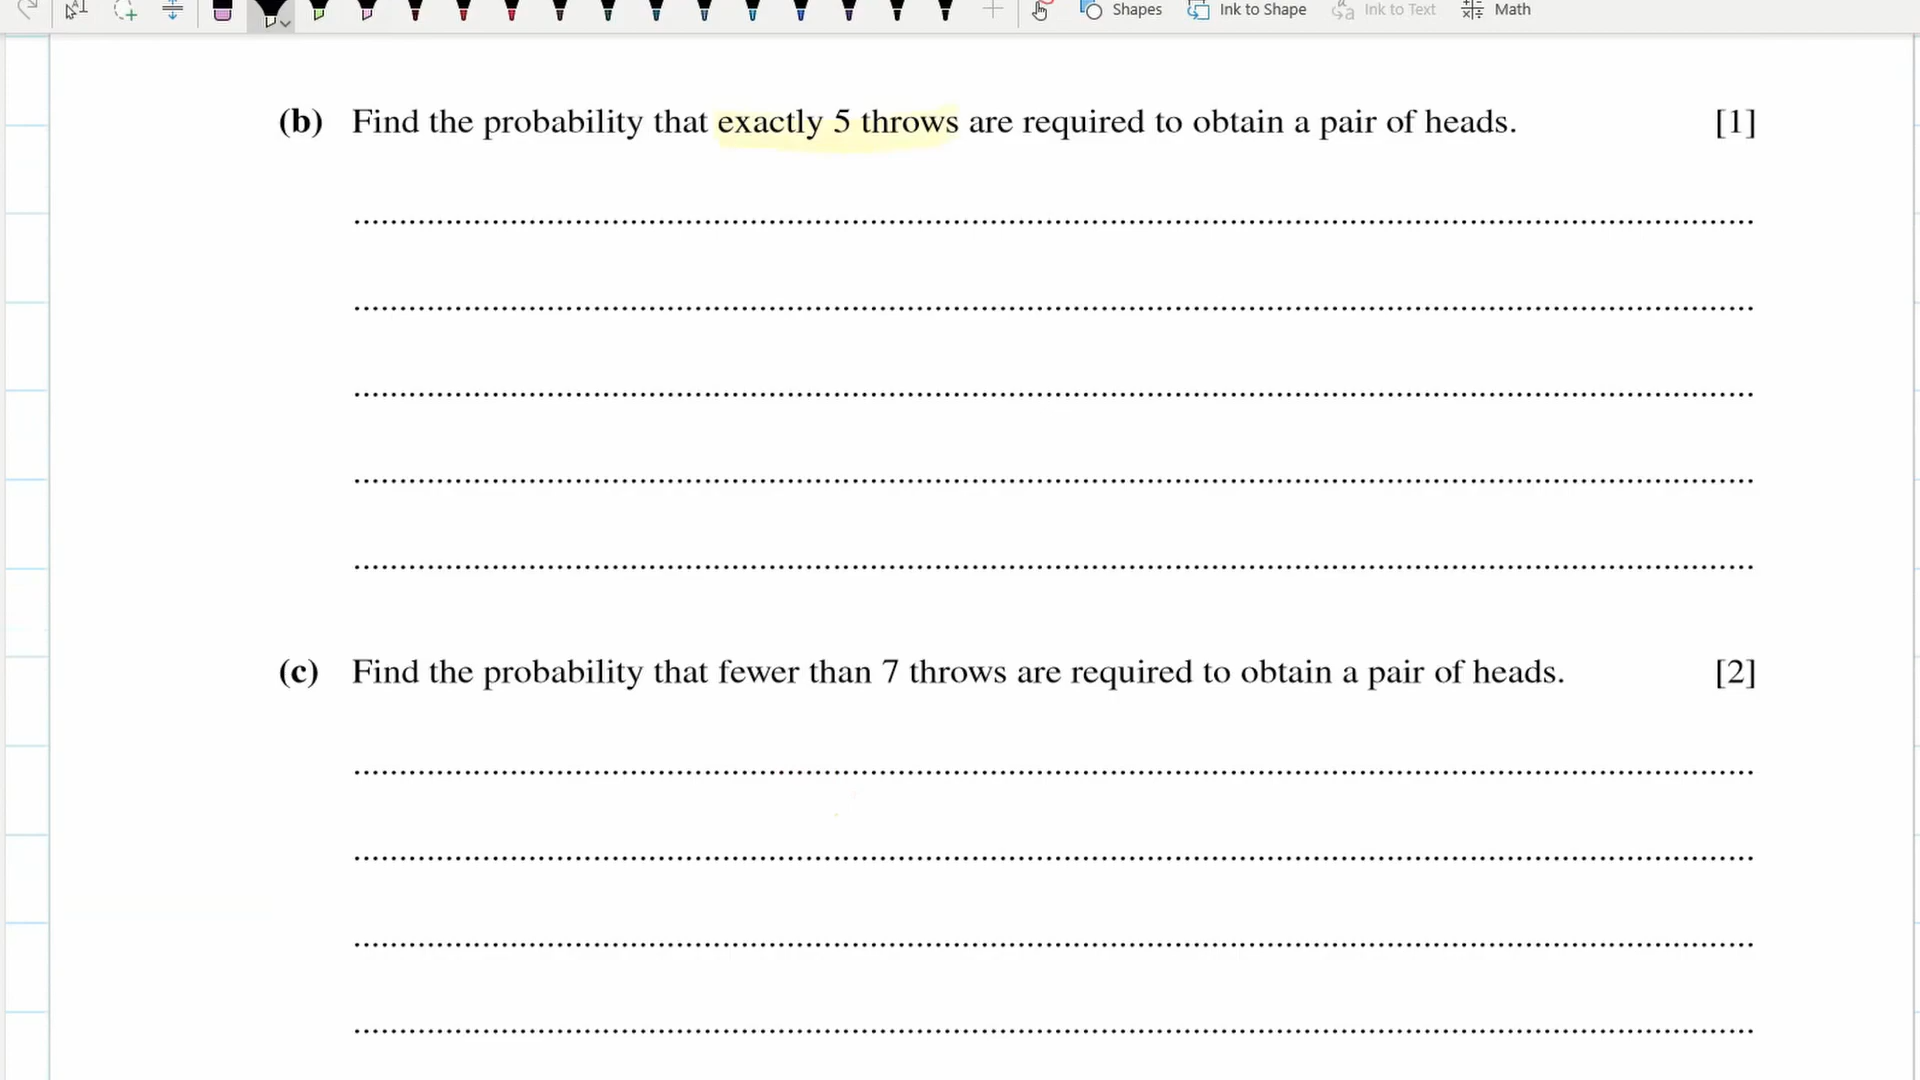 Shapes Ink to Shape Ink to Text Math
(b) Find the probability that exactly 5 throws are required to obtain a pair of heads. [1]
(c) Find the probability that fewer than 7 throws are required to obtain a pair of heads. [2]